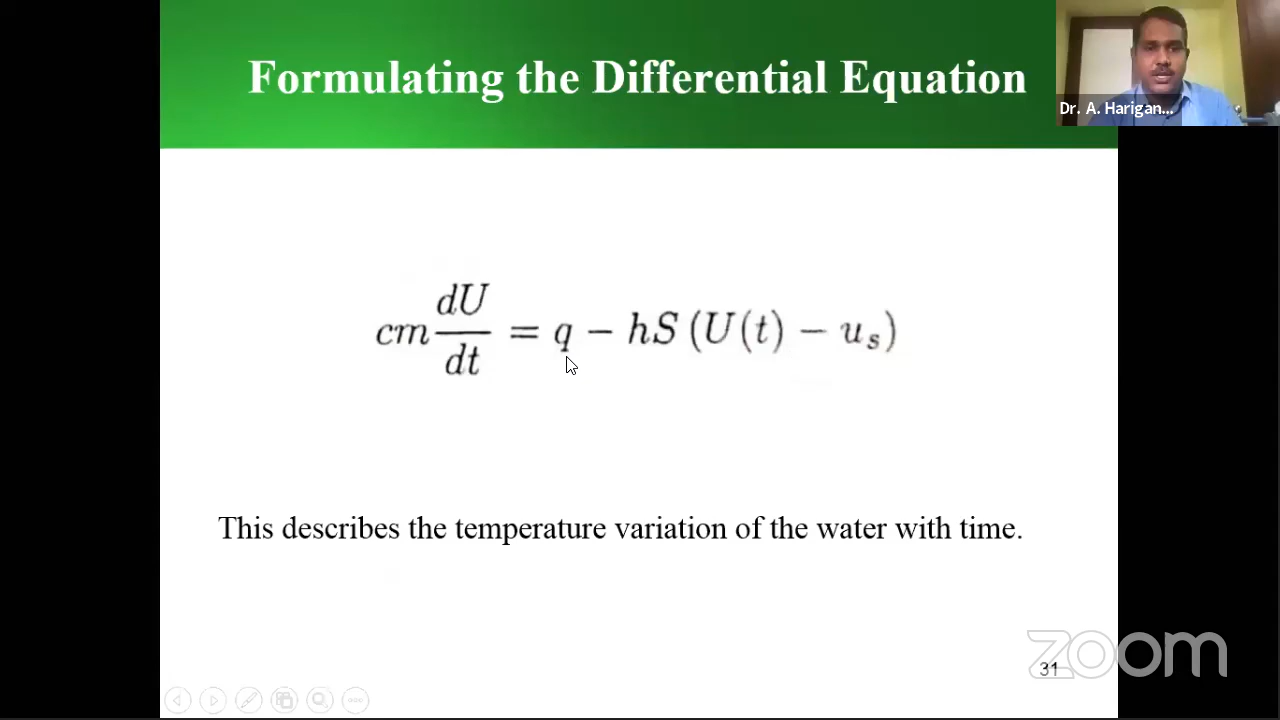 Formulating the Differential Equation
Dr. A. Harigan...
cm dU/dt = q − hS (U(t) − u_s)
This describes the temperature variation of the water with time.
zoom
31